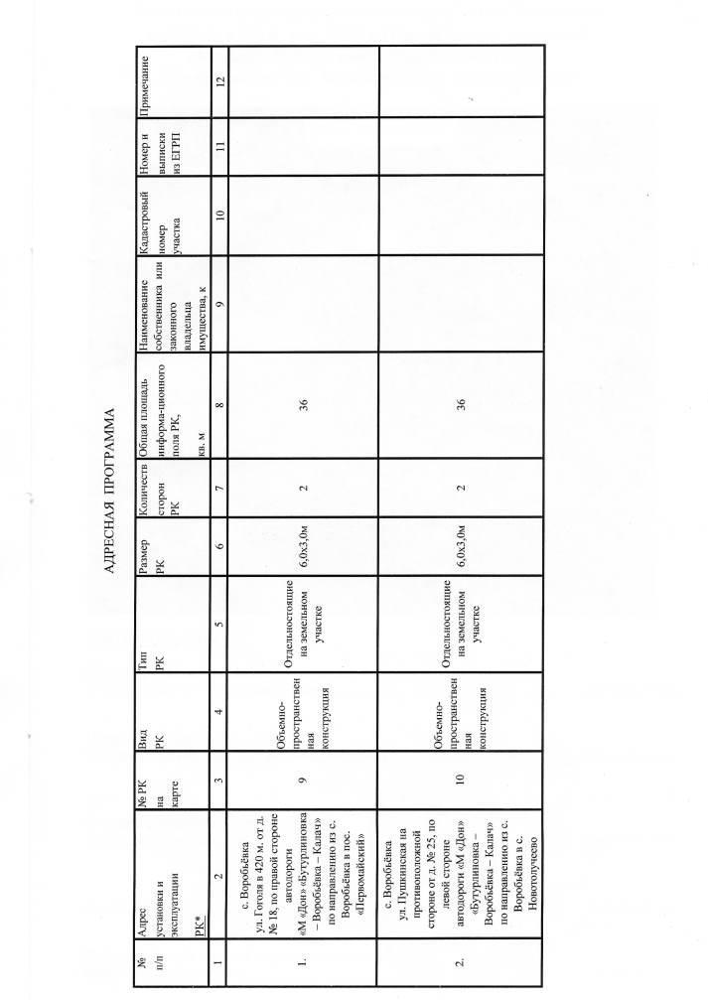 АДРЕСНАЯ ПРОГРАММА
№
п/п
Адрес
установки и
эксплуатации
РК*
№ РК
на
карте
Вид
РК
Тип
РК
Размер
РК
Количеств
сторон
РК
Общая площадь
информа-ционного
поля РК,
кв. м
Наименование
собственника или
законного
владельца
имущества, к
Кадастровый
номер
участка
Номер и
выписки
из ЕГРП
Примечание
1
2
3
4
5
6
7
8
9
10
11
12
1.
с. Воробьёвка
ул. Гоголя в 420 м. от д.
№ 18, по правой стороне
автодороги
«М «Дон» «Бутурлиновка
– Воробьёвка – Калач»
по направлению из с.
Воробьёвка в пос.
«Первомайский»
9
Объемно-
пространствен
ная
конструкция
Отдельностоящие
на земельном
участке
6,0х3,0м
2
36
2.
с. Воробьёвка
ул. Пушкинская на
противоположной
стороне от д. № 25, по
левой стороне
автодороги «М «Дон»
«Бутурлиновка –
Воробьёвка – Калач»
по направлению из с.
Воробьёвка в с.
Новотолучеево
10
Объемно-
пространствен
ная
конструкция
Отдельностоящие
на земельном
участке
6,0х3,0м
2
36